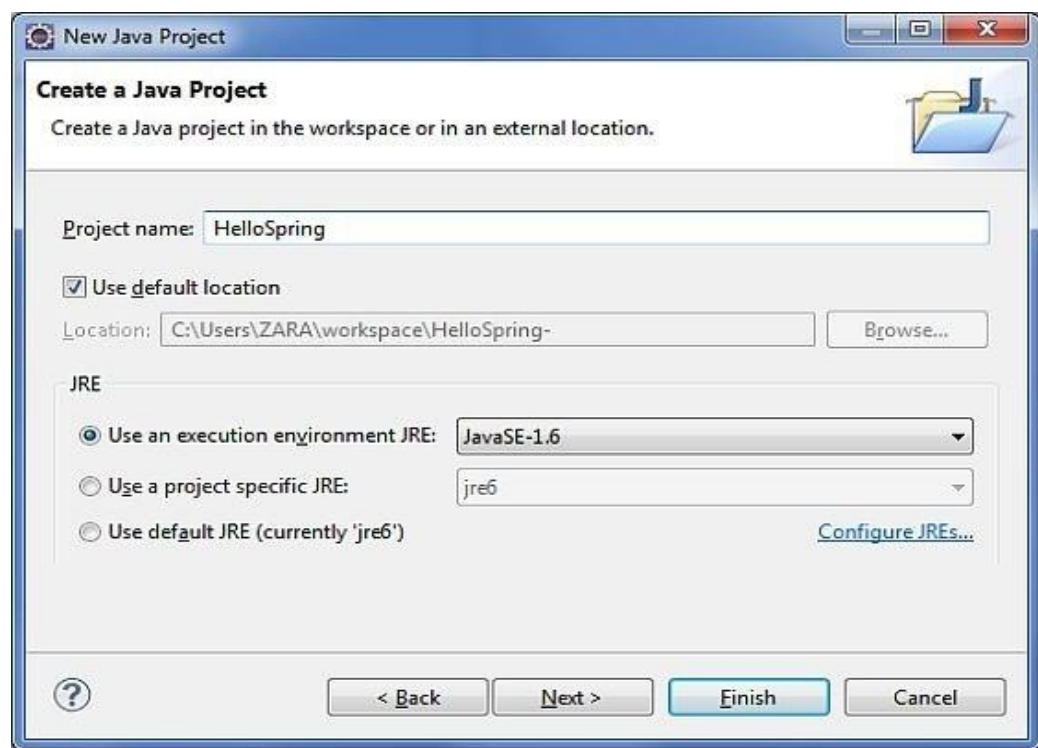 New Java Project
Create a Java Project
Create a Java project in the workspace or in an external location.
Project name: HelloSpring
Use default location
Location: C:\Users\ZARA\workspace\HelloSpring- Browse...
JRE
Use an execution environment JRE: JavaSE-1.6
Use a project specific JRE: jre6
Use default JRE (currently 'jre6') Configure JREs...
? < Back Next > Finish Cancel